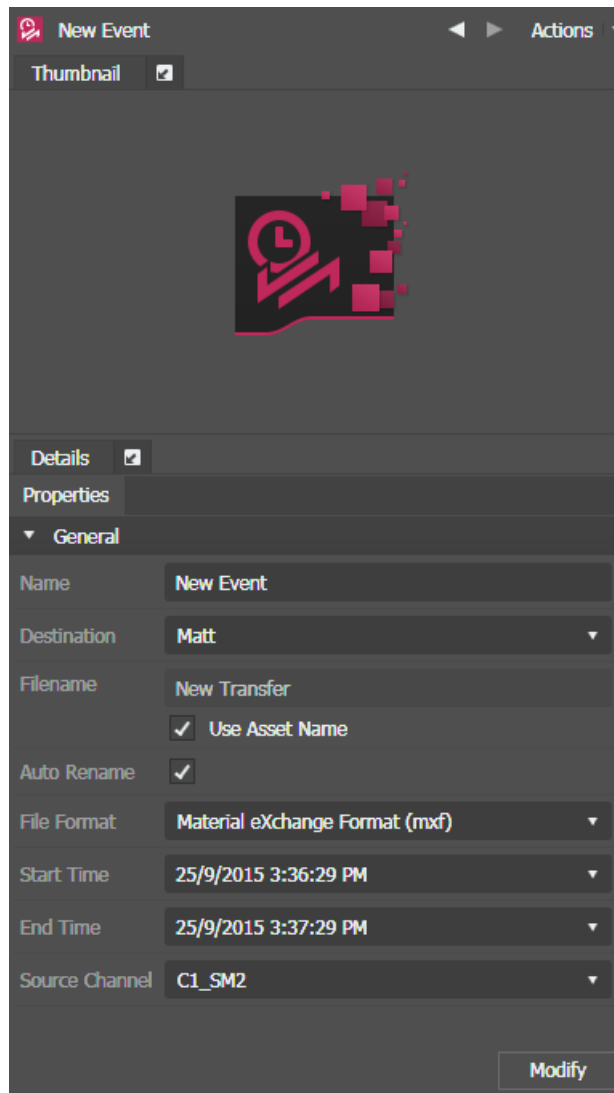 New Event Actions
Thumbnail
Details
Properties
General
Name New Event
Destination Matt
Filename New Transfer
Use Asset Name
Auto Rename
File Format Material eXchange Format (mxf)
Start Time 25/9/2015 3:36:29 PM
End Time 25/9/2015 3:37:29 PM
Source Channel C1_SM2
Modify